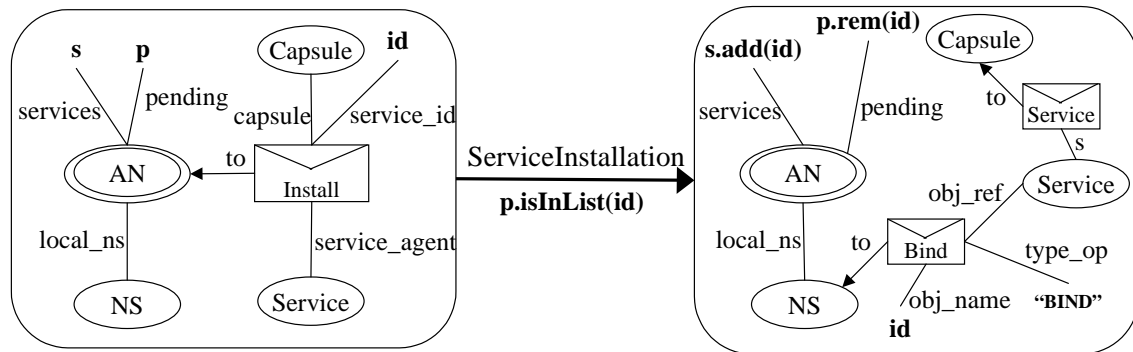 s
p
Capsule
id
services
pending
capsule
service_id
AN
to
Install
local_ns
service_agent
NS
Service
ServiceInstallation
p.isInList(id)
p.rem(id)
s.add(id)
Capsule
services
pending
to
Service
s
AN
Service
obj_ref
local_ns
to
Bind
type_op
NS
obj_name
“BIND”
id